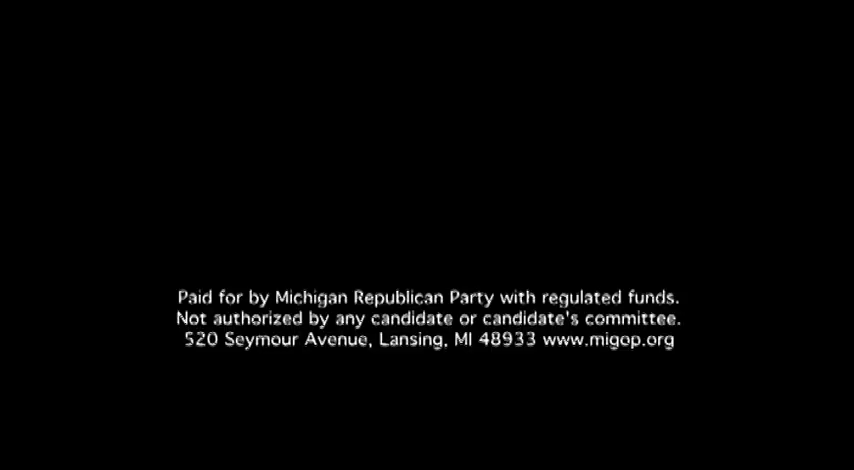 Paid for by Michigan Republican Party with regulated funds.
Not authorized by any candidate or candidate's committee.
520 Seymour Avenue, Lansing, MI 48933 www.migop.org